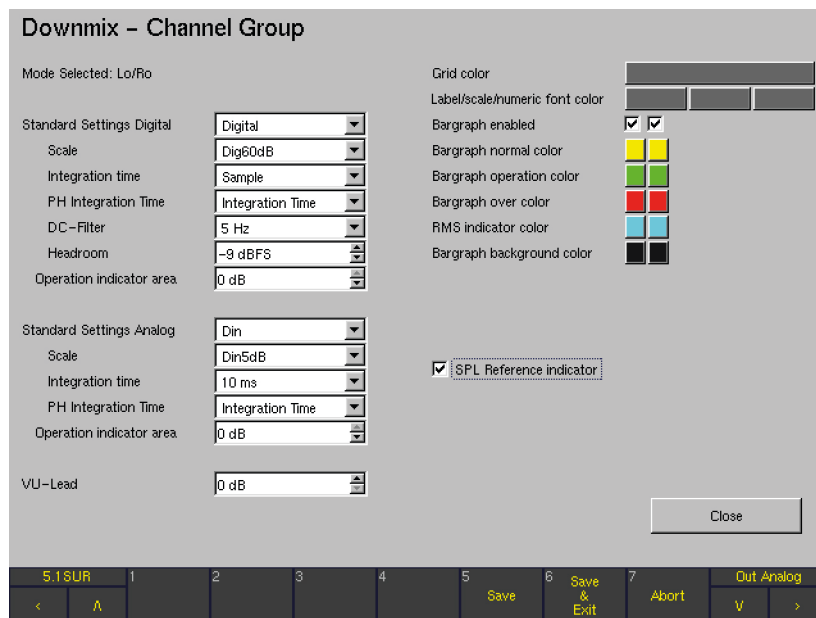 Downmix – Channel Group
Mode Selected: Lo/Ro
Standard Settings Digital Digital
Scale Dig60dB
Integration time Sample
PH Integration Time Integration Time
DC–Filter 5 Hz
Headroom –9 dBFS
Operation indicator area 0 dB
Standard Settings Analog Din
Scale Din5dB
Integration time 10 ms
PH Integration Time Integration Time
Operation indicator area 0 dB
VU–Lead 0 dB
Grid color
Label/scale/numeric font color
Bargraph enabled
Bargraph normal color
Bargraph operation color
Bargraph over color
RMS indicator color
Bargraph background color
SPL Reference indicator
Close
5.1SUR
< Λ
1
2
3
4
5
Save
6
Save
&
Exit
7
Abort
Out Analog
V >